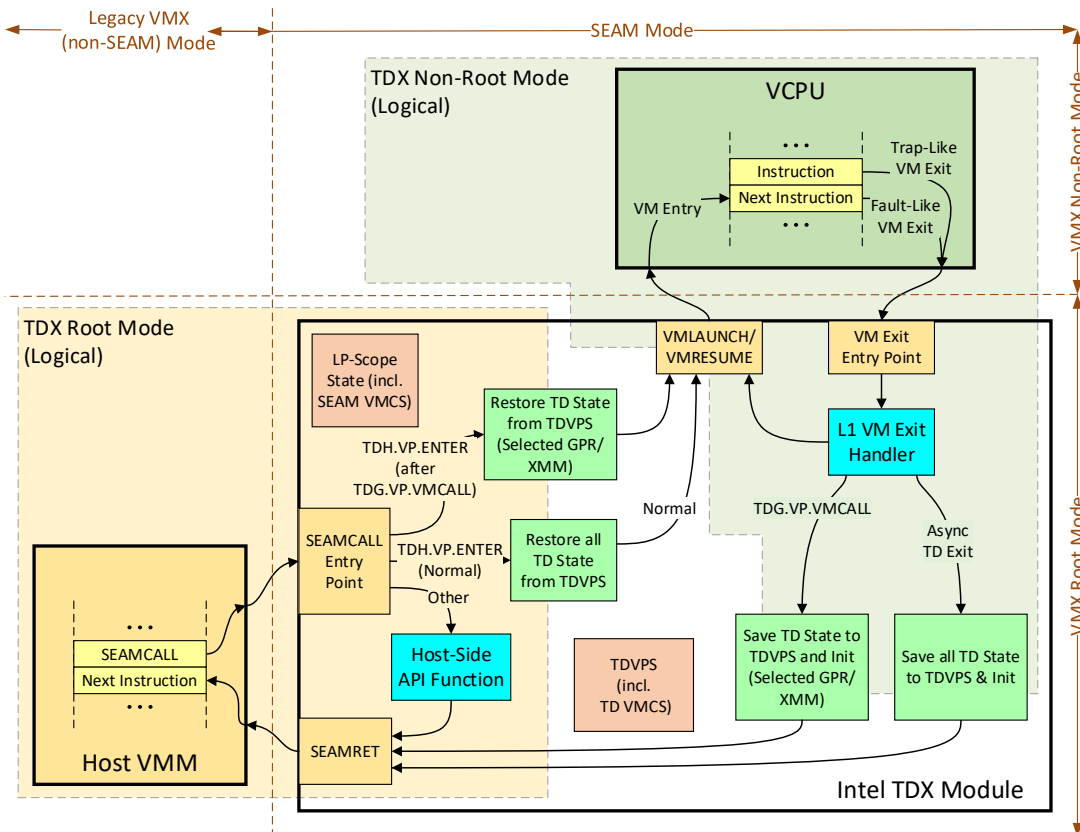 Legacy VMX
(non-SEAM) Mode
SEAM Mode
TDX Non-Root Mode
(Logical)
VCPU
• • •
Instruction
Next Instruction
• • •
Trap-Like
VM Exit
Fault-Like
VM Exit
VM Entry
VMX Non-Root Mode
TDX Root Mode
(Logical)
LP-Scope
State (incl.
SEAM VMCS)
VMLAUNCH/
VMRESUME
VM Exit
Entry Point
Restore TD State
from TDVPS
(Selected GPR/
XMM)
L1 VM Exit
Handler
TDH.VP.ENTER
(after
TDG.VP.VMCALL)
Normal
TDG.VP.VMCALL
Async
TD Exit
SEAMCALL
Entry
Point
TDH.VP.ENTER
(Normal)
Restore all
TD State
from TDVPS
Other
VMX Root Mode
• • •
SEAMCALL
Next Instruction
• • •
Host VMM
Host-Side
API Function
TDVPS
(incl.
TD VMCS)
Save TD State to
TDVPS and Init
(Selected GPR/
XMM)
Save all TD State
to TDVPS & Init
SEAMRET
Intel TDX Module